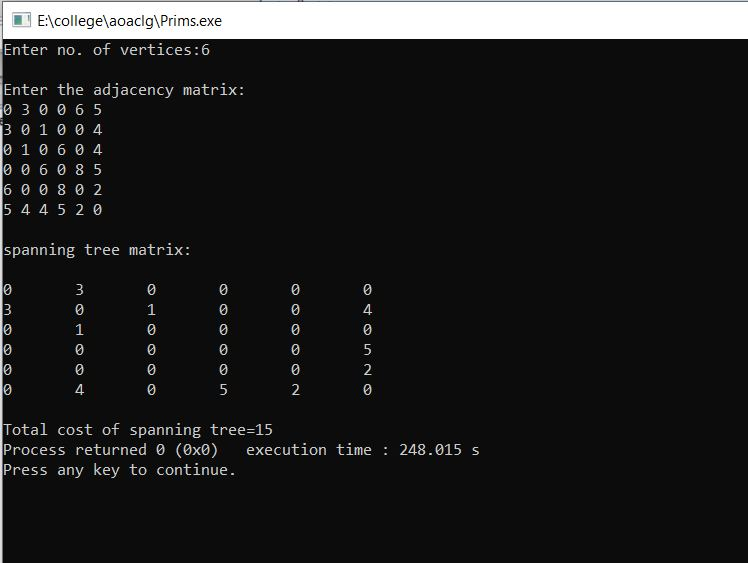 E:\college\aoaclg\Prims.exe
Enter no. of vertices:6
Enter the adjacency matrix:
0 3 0 0 6 5
3 0 1 0 0 4
0 1 0 6 0 4
0 0 6 0 8 5
6 0 0 8 0 2
5 4 4 5 2 0
spanning tree matrix:
0 3 0 0 0 0
3 0 1 0 0 4
0 1 0 0 0 0
0 0 0 0 0 5
0 0 0 0 0 2
0 4 0 5 2 0
Total cost of spanning tree=15
Process returned 0 (0x0)   execution time : 248.015 s
Press any key to continue.